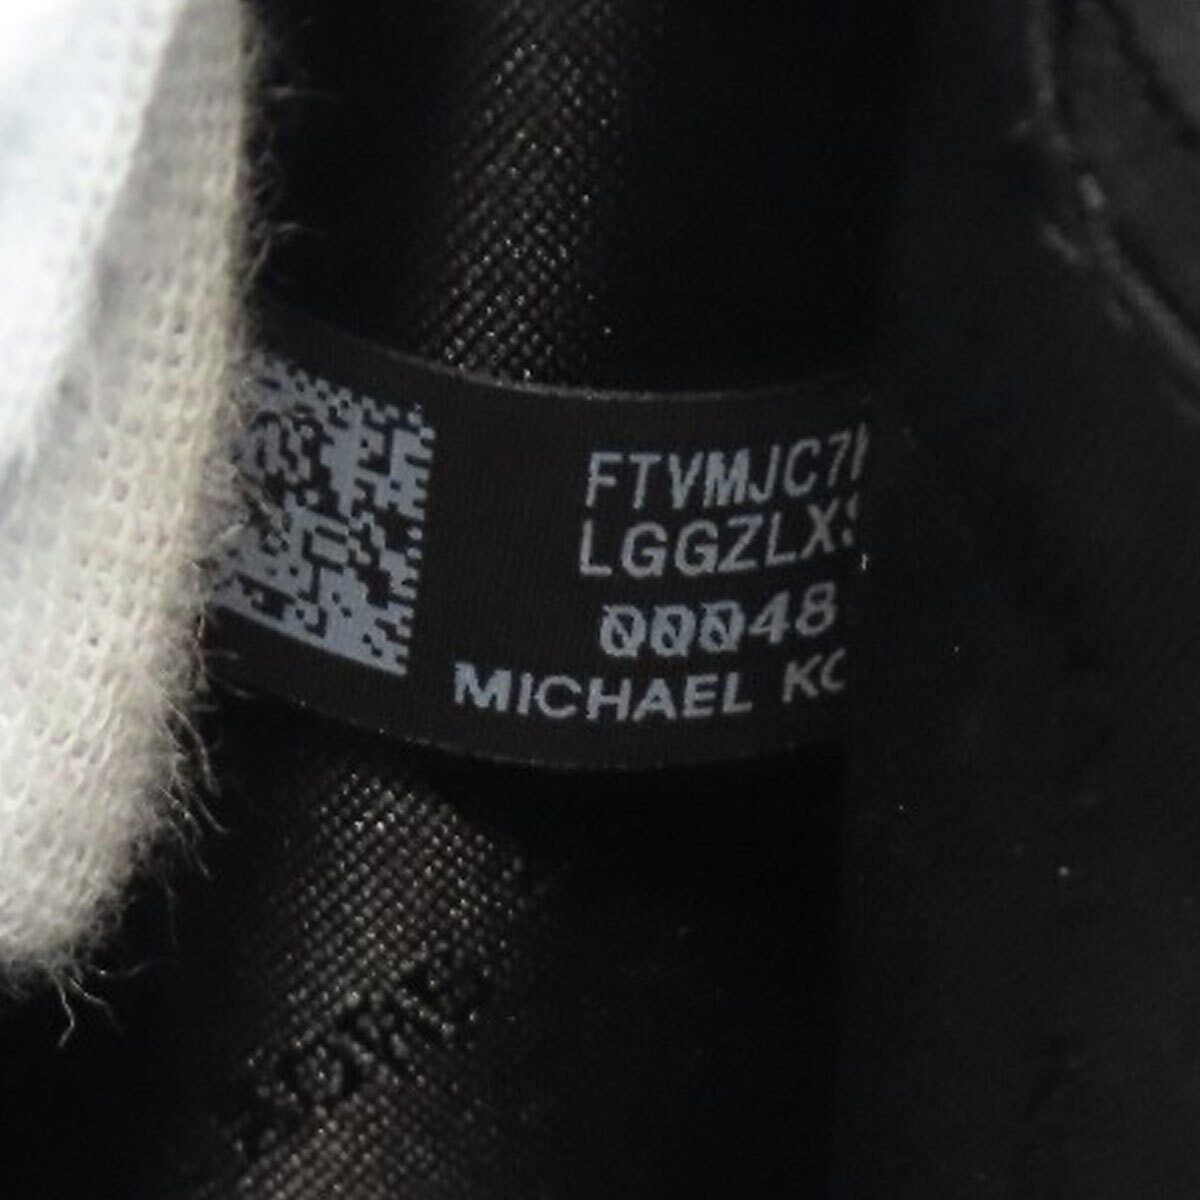 FTVMJC7
LGGZLX
00048
MICHAEL KO